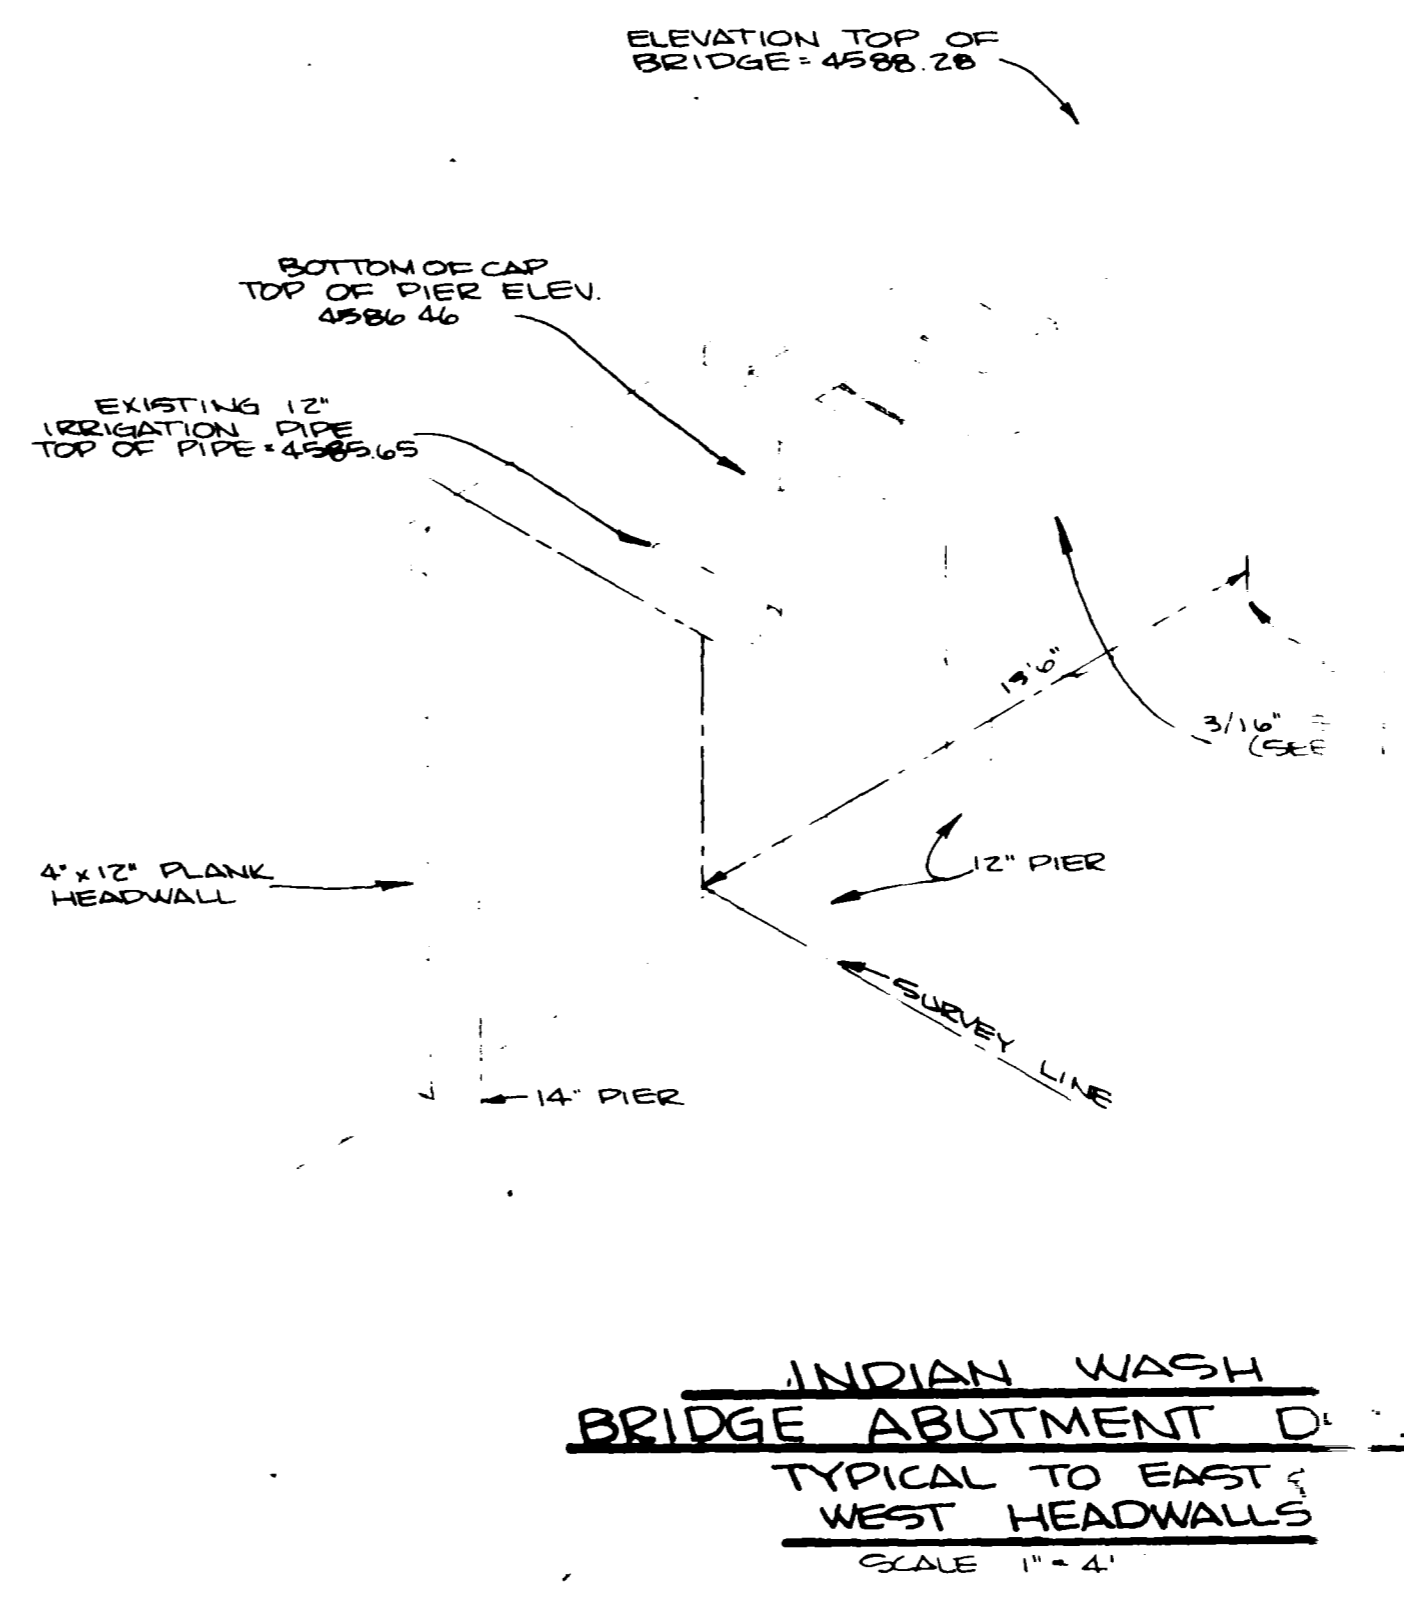 ELEVATION TOP OF
BRIDGE = 4588.28
BOTTOM OF CAP
TOP OF PIER ELEV.
4586 46
EXISTING 12"
IRRIGATION PIPE
TOP OF PIPE = 4585.65
13'6"
3/16"
(SEE
4" x 12" PLANK
HEADWALL
12" PIER
SURVEY LINE
14" PIER
INDIAN WASH
BRIDGE ABUTMENT
TYPICAL TO EAST &
WEST HEADWALLS
SCALE 1" = 4'